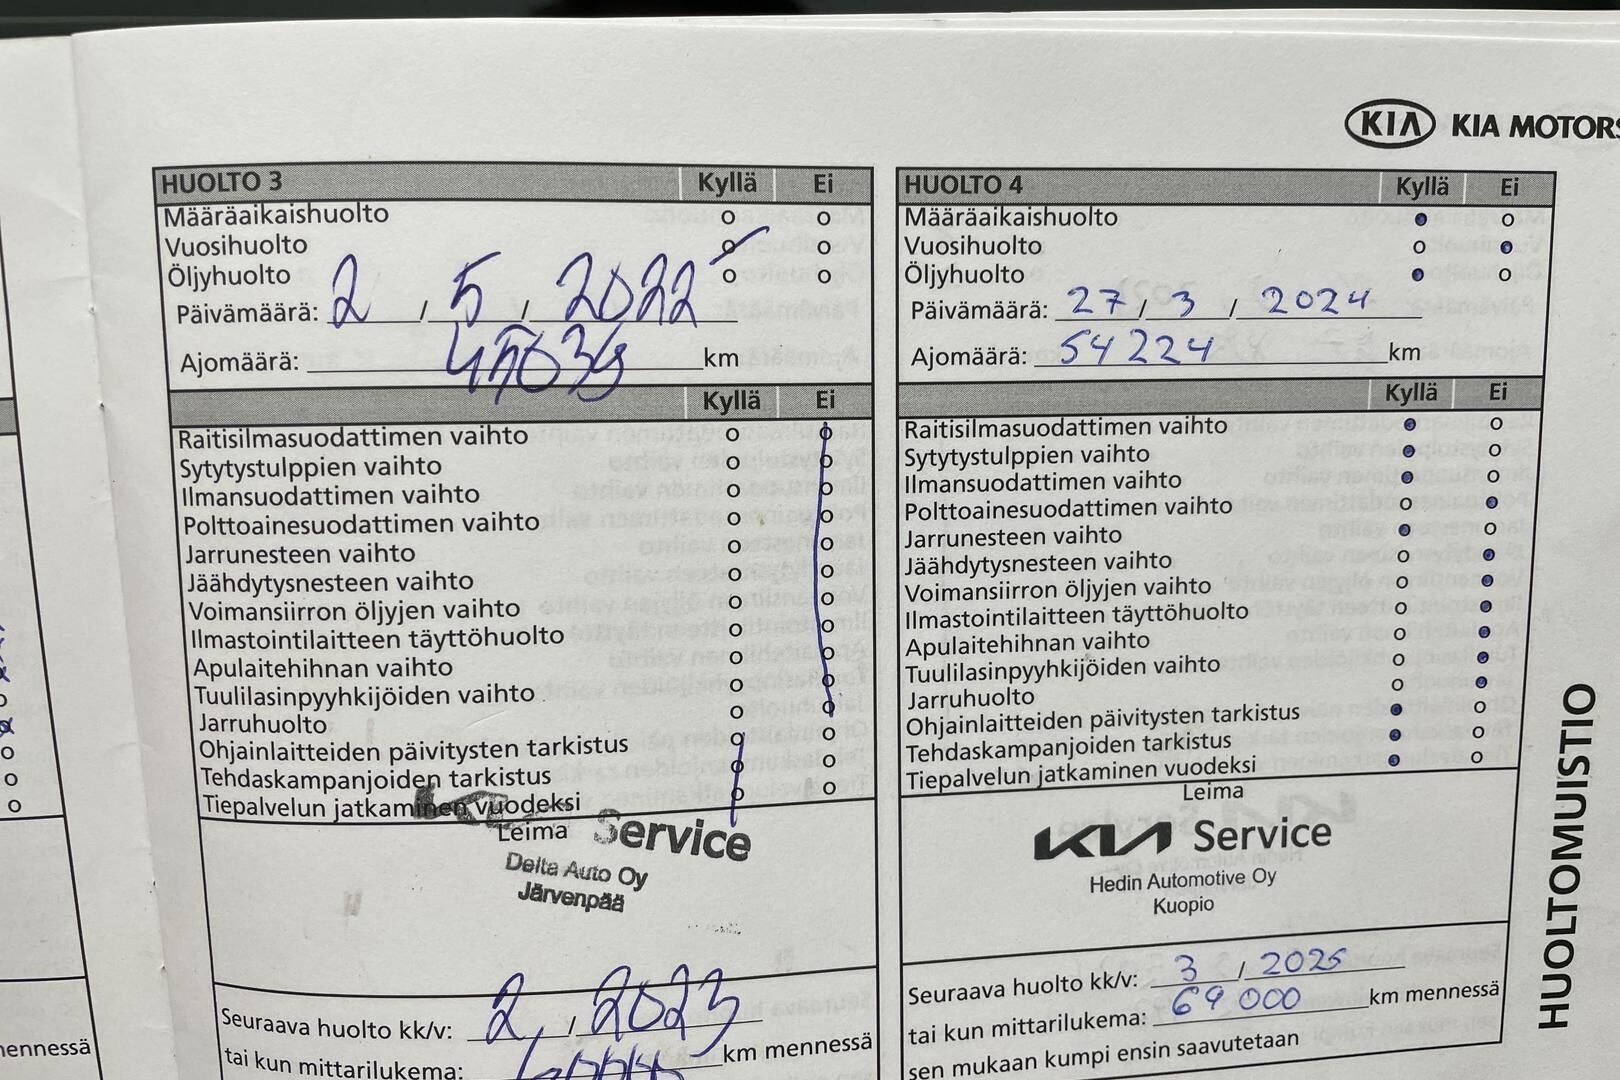 KIA KIA MOTORS
HUOLTO 3 Kyllä Ei
Määräaikaishuolto
Vuosihuolto
Öljyhuolto
Päivämäärä: 2 / 5 / 2022
Ajomäärä: 45039 km
Kyllä Ei
Raitisilmasuodattimen vaihto
Sytytystulppien vaihto
Ilmansuodattimen vaihto
Polttoainesuodattimen vaihto
Jarrunesteen vaihto
Jäähdytysnesteen vaihto
Voimansiirron öljyjen vaihto
Ilmastointilaitteen täyttöhuolto
Apulaitehihnan vaihto
Tuulilasinpyyhkijöiden vaihto
Jarruhuolto
Ohjainlaitteiden päivitysten tarkistus
Tehdaskampanjoiden tarkistus
Tiepalvelun jatkaminen vuodeksi
Leima
Service
Delta Auto Oy
Järvenpää
Seuraava huolto kk/v: 2 / 2023
tai kun mittarilukema: km mennessä
HUOLTO 4 Kyllä Ei
Määräaikaishuolto
Vuosihuolto
Öljyhuolto
Päivämäärä: 27 / 3 / 2024
Ajomäärä: 54224 km
Kyllä Ei
Raitisilmasuodattimen vaihto
Sytytystulppien vaihto
Ilmansuodattimen vaihto
Polttoainesuodattimen vaihto
Jarrunesteen vaihto
Jäähdytysnesteen vaihto
Voimansiirron öljyjen vaihto
Ilmastointilaitteen täyttöhuolto
Apulaitehihnan vaihto
Tuulilasinpyyhkijöiden vaihto
Jarruhuolto
Ohjainlaitteiden päivitysten tarkistus
Tehdaskampanjoiden tarkistus
Tiepalvelun jatkaminen vuodeksi
Leima
KIA Service
Hedin Automotive Oy
Kuopio
Seuraava huolto kk/v: 3 / 2025
tai kun mittarilukema: 69000 km mennessä
sen mukaan kumpi ensin saavutetaan
HUOLTOMUISTIO
mennessä